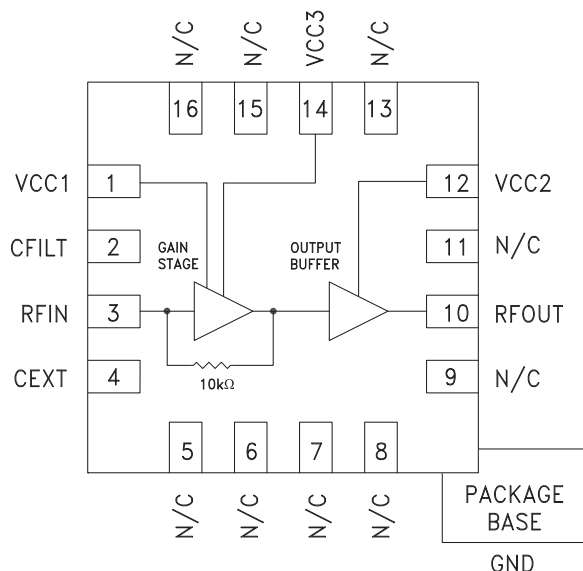 N/C
N/C
VCC3
N/C
16
15
14
13
VCC1
1
12
VCC2
CFILT
2
GAIN
STAGE
OUTPUT
BUFFER
11
N/C
RFIN
3
10
RFOUT
CEXT
4
10kΩ
9
N/C
5
6
7
8
N/C
N/C
N/C
N/C
PACKAGE
BASE
GND